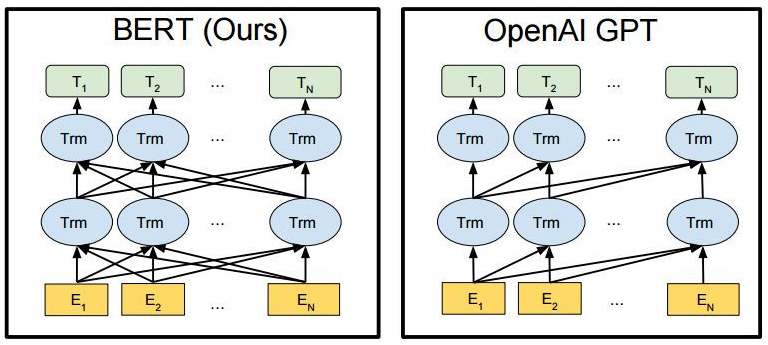 BERT (Ours)
T1 T2 ... TN
Trm Trm ... Trm
Trm Trm ... Trm
E1 E2 ... EN
OpenAI GPT
T1 T2 ... TN
Trm Trm ... Trm
Trm Trm ... Trm
E1 E2 ... EN